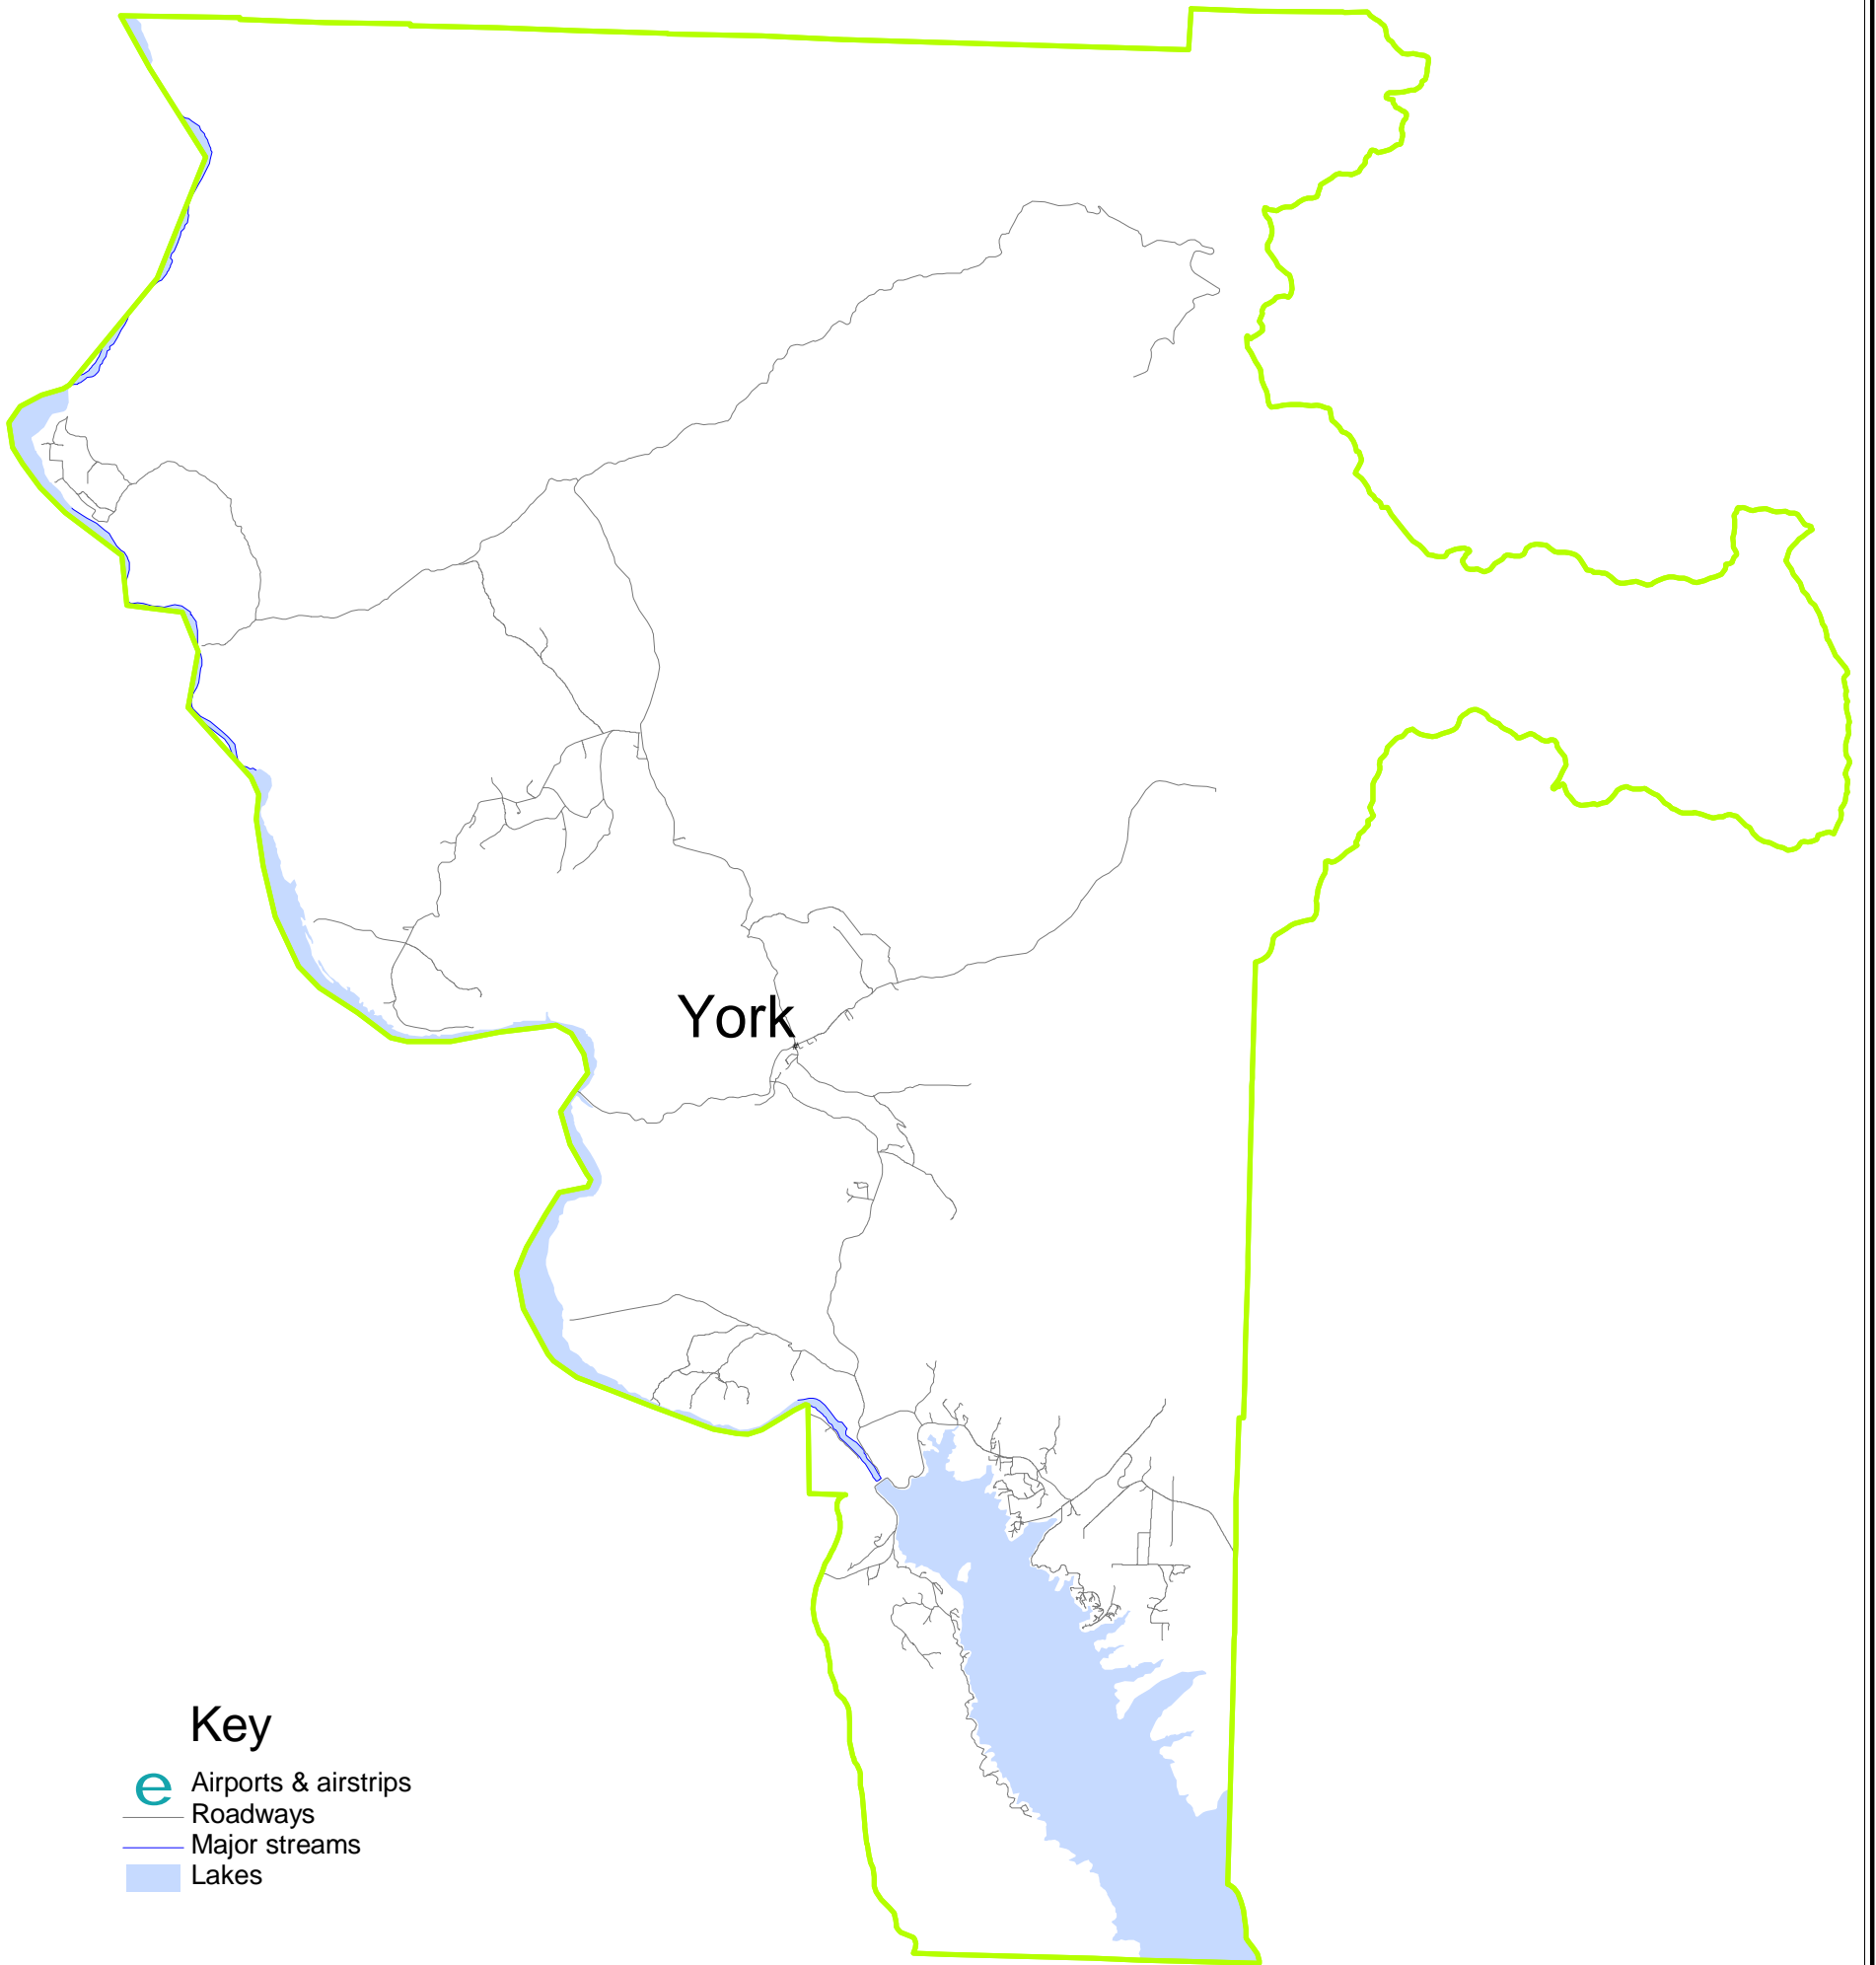 York
Key
e Airports & airstrips
Roadways
Major streams
Lakes